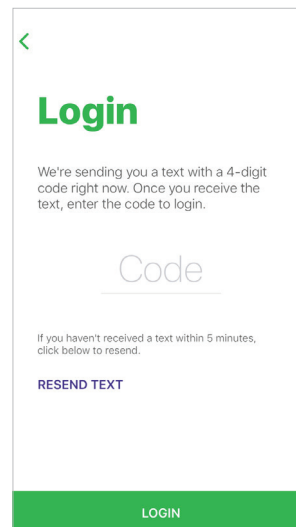 Login
We're sending you a text with a 4-digit
code right now. Once you receive the
text, enter the code to login.
Code
If you haven't received a text within 5 minutes,
click below to resend.
RESEND TEXT
LOGIN